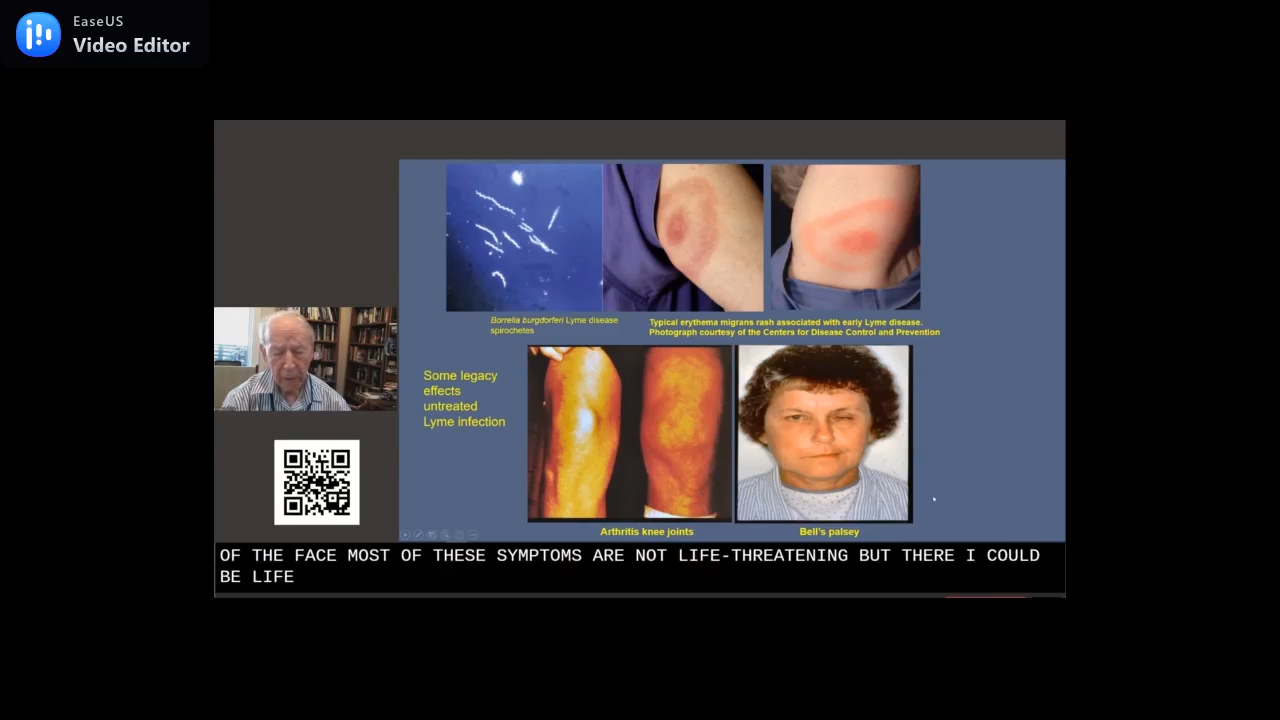 EaseUS
Video Editor
Borrelia burgdorferi Lyme disease
spirochetes
Typical erythema migrans rash associated with early Lyme disease.
Photograph courtesy of the Centers for Disease Control and Prevention
Some legacy
effects
untreated
Lyme infection
Arthritis knee joints
Bell's palsey
OF THE FACE MOST OF THESE SYMPTOMS ARE NOT LIFE-THREATENING BUT THERE I COULD
BE LIFE